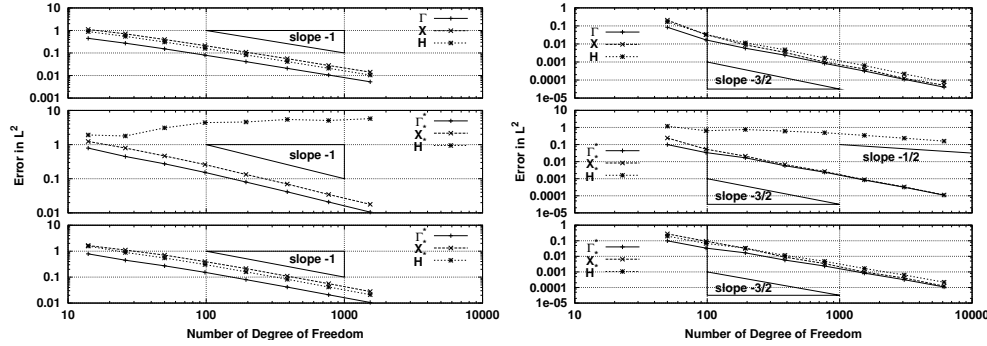 10
1
0.1
0.01
0.001
slope -1
Γ
X
H
10
1
0.1
0.01
slope -1
Γ*
X*
H
10
1
0.1
0.01
slope -1
Γ*
X*
H
Error in L²
10 100 1000 10000
Number of Degree of Freedom
1
0.1
0.01
0.001
0.0001
1e-05
Γ
X
H
slope -3/2
10
1
0.1
0.01
0.001
0.0001
1e-05
Γ*
X*
H
slope -1/2
slope -3/2
1
0.1
0.01
0.001
0.0001
1e-05
Γ*
X*
H
slope -3/2
Error in L²
10 100 1000 10000
Number of Degree of Freedom